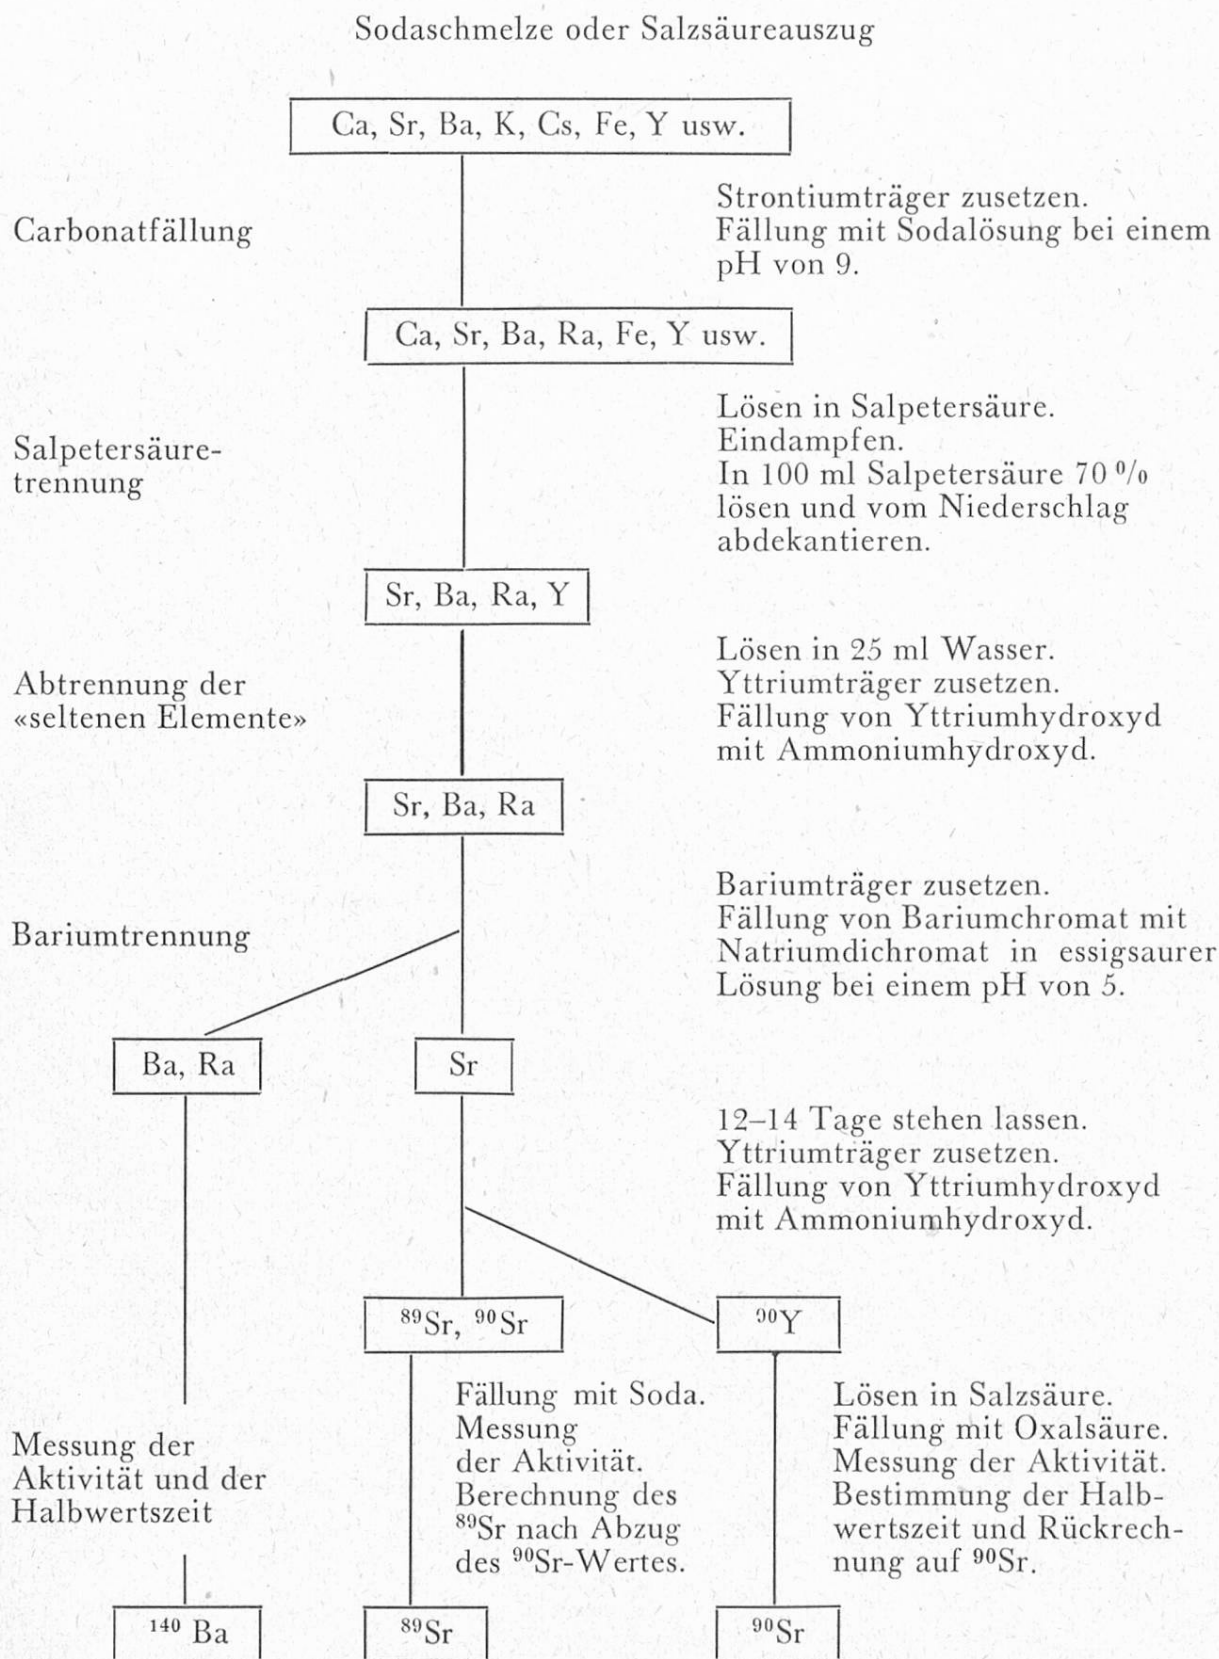 Sodaschmelze oder Salzsäureauszug
Ca, Sr, Ba, K, Cs, Fe, Y usw.
Carbonatfällung
Strontiumträger zusetzen.
Fällung mit Sodalösung bei einem
pH von 9.
Ca, Sr, Ba, Ra, Fe, Y usw.
Salpetersäure-
trennung
Lösen in Salpetersäure.
Eindampfen.
In 100 ml Salpetersäure 70 %
lösen und vom Niederschlag
abdekantieren.
Sr, Ba, Ra, Y
Abtrennung der
«seltenen Elemente»
Lösen in 25 ml Wasser.
Yttriumträger zusetzen.
Fällung von Yttriumhydroxyd
mit Ammoniumhydroxyd.
Sr, Ba, Ra
Bariumtrennung
Bariumträger zusetzen.
Fällung von Bariumchromat mit
Natriumdichromat in essigsaurer
Lösung bei einem pH von 5.
Ba, Ra
Sr
12–14 Tage stehen lassen.
Yttriumträger zusetzen.
Fällung von Yttriumhydroxyd
mit Ammoniumhydroxyd.
⁸⁹Sr, ⁹⁰Sr
⁹⁰Y
Messung der
Aktivität und der
Halbwertszeit
Fällung mit Soda.
Messung
der Aktivität.
Berechnung des
⁸⁹Sr nach Abzug
des ⁹⁰Sr-Wertes.
Lösen in Salzsäure.
Fällung mit Oxalsäure.
Messung der Aktivität.
Bestimmung der Halb-
wertszeit und Rückrech-
nung auf ⁹⁰Sr.
¹⁴⁰ Ba
⁸⁹Sr
⁹⁰Sr